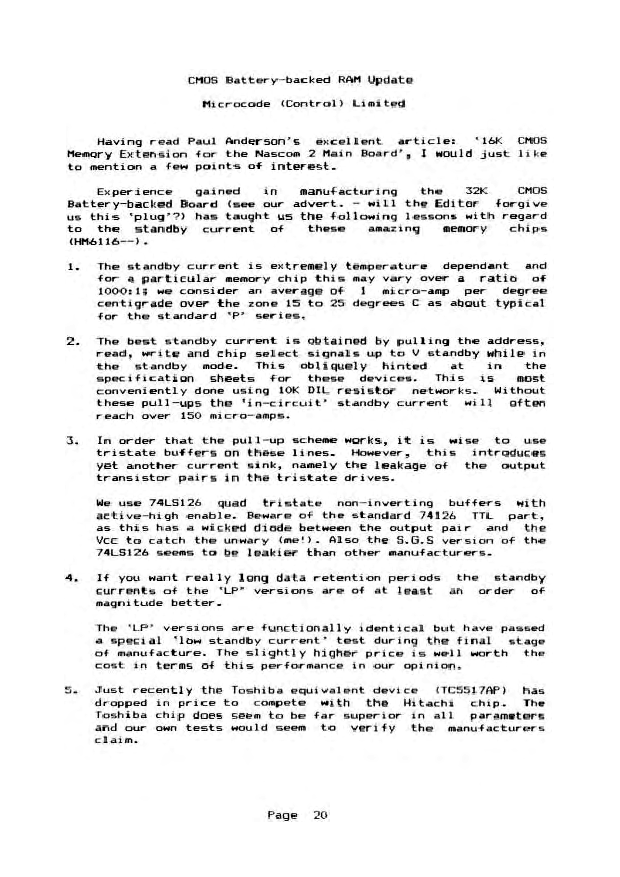 CMOS Battery-backed RAM Update
Microcode (Control) Limited
Having read Paul Anderson's excellent article: '16K CMOS
Memory Extension for the Nascom 2 Main Board', I would just like
to mention a few points of interest.
Experience gained in manufacturing the 32K CMOS
Battery-backed Board (see our advert. - will the Editor forgive
us this 'plug'?) has taught us the following lessons with regard
to the standby current of these amazing memory chips
(HM6116--).
1. The standby current is extremely temperature dependant and
for a particular memory chip this may vary over a ratio of
1000:1; we consider an average of 1 micro-amp per degree
centigrade over the zone 15 to 25 degrees C as about typical
for the standard 'P' series.
2. The best standby current is obtained by pulling the address,
read, write and chip select signals up to V standby while in
the standby mode. This obliquely hinted at in the
specification sheets for these devices. This is most
conveniently done using 10K DIL resistor networks. Without
these pull-ups the 'in-circuit' standby current will often
reach over 150 micro-amps.
3. In order that the pull-up scheme works, it is wise to use
tristate buffers on these lines. However, this introduces
yet another current sink, namely the leakage of the output
transistor pairs in the tristate drives.
We use 74LS126 quad tristate non-inverting buffers with
active-high enable. Beware of the standard 74126 TTL part,
as this has a wicked diode between the output pair and the
Vcc to catch the unwary (me!). Also the S.G.S version of the
74LS126 seems to be leakier than other manufacturers.
4. If you want really long data retention periods the standby
currents of the 'LP' versions are of at least an order of
magnitude better.
The 'LP' versions are functionally identical but have passed
a special 'low standby current' test during the final stage
of manufacture. The slightly higher price is well worth the
cost in terms of this performance in our opinion.
5. Just recently the Toshiba equivalent device (TC5517AP) has
dropped in price to compete with the Hitachi chip. The
Toshiba chip does seem to be far superior in all parameters
and our own tests would seem to verify the manufacturers
claim.
Page 20